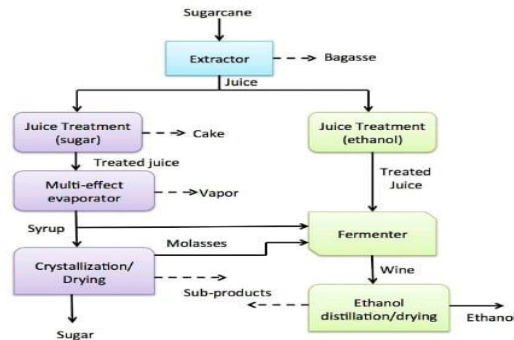 Sugarcane
Extractor
Bagasse
Juice
Juice Treatment
(sugar)
Cake
Juice Treatment
(ethanol)
Treated juice
Treated
Juice
Multi-effect
evaporator
Vapor
Syrup
Molasses
Fermenter
Crystallization/
Drying
Wine
Sub-products
Ethanol
distillation/drying
Ethanol
Sugar